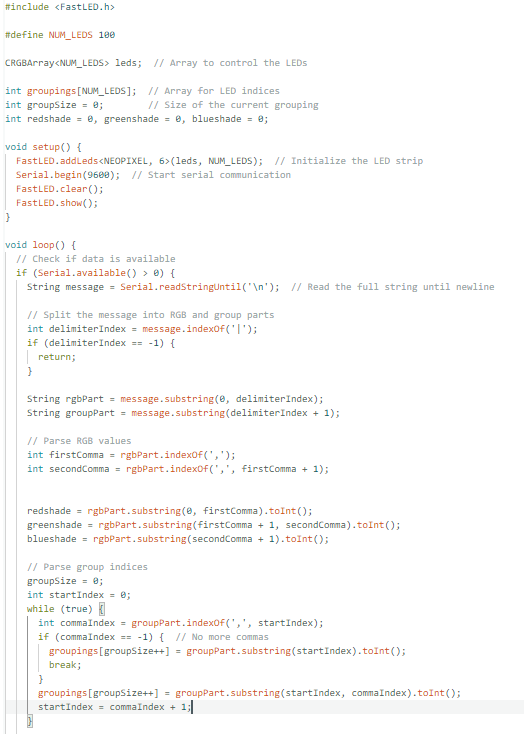 #include <FastLED.h>
#define NUM_LEDS 100
CRGBArray<NUM_LEDS> leds;  // Array to control the LEDs
int groupings[NUM_LEDS];  // Array for LED indices
int groupSize = 0;        // Size of the current grouping
int redshade = 0, greenshade = 0, blueshade = 0;
void setup() {
  FastLED.addLeds<NEOPIXEL, 6>(leds, NUM_LEDS);  // Initialize the LED strip
  Serial.begin(9600);  // Start serial communication
  FastLED.clear();
  FastLED.show();
}
void loop() {
  // Check if data is available
  if (Serial.available() > 0) {
    String message = Serial.readStringUntil('\n');  // Read the full string until newline
    // Split the message into RGB and group parts
    int delimiterIndex = message.indexOf('|');
    if (delimiterIndex == -1) {
      return;
    }
    String rgbPart = message.substring(0, delimiterIndex);
    String groupPart = message.substring(delimiterIndex + 1);
    // Parse RGB values
    int firstComma = rgbPart.indexOf(',');
    int secondComma = rgbPart.indexOf(',', firstComma + 1);
    redshade = rgbPart.substring(0, firstComma).toInt();
    greenshade = rgbPart.substring(firstComma + 1, secondComma).toInt();
    blueshade = rgbPart.substring(secondComma + 1).toInt();
    // Parse group indices
    groupSize = 0;
    int startIndex = 0;
    while (true) {
      int commaIndex = groupPart.indexOf(',', startIndex);
      if (commaIndex == -1) {  // No more commas
        groupings[groupSize++] = groupPart.substring(startIndex).toInt();
        break;
      }
      groupings[groupSize++] = groupPart.substring(startIndex, commaIndex).toInt();
      startIndex = commaIndex + 1;
    }